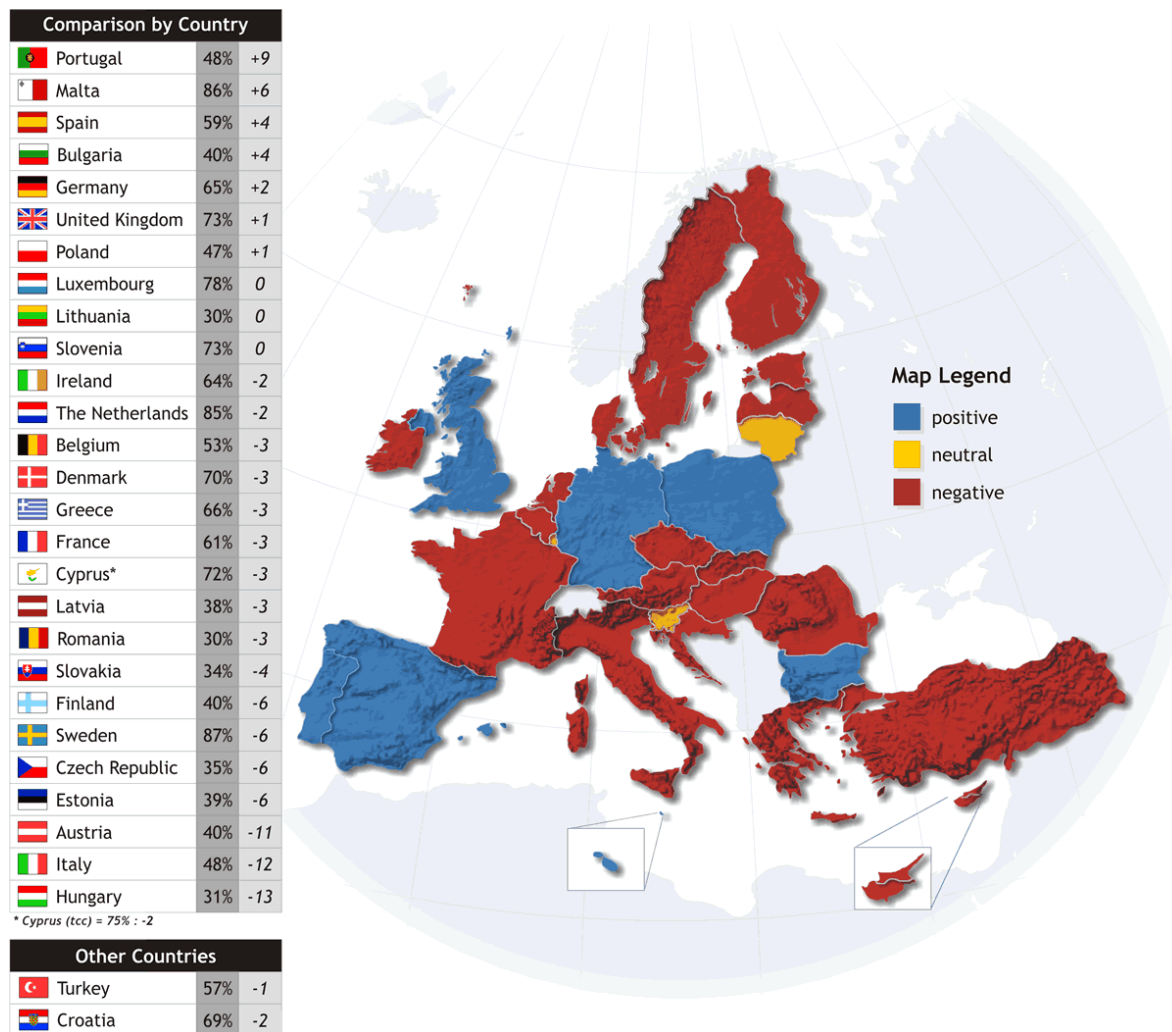 Comparison by Country
Portugal 48% +9
Malta 86% +6
Spain 59% +4
Bulgaria 40% +4
Germany 65% +2
United Kingdom 73% +1
Poland 47% +1
Luxembourg 78% 0
Lithuania 30% 0
Slovenia 73% 0
Ireland 64% -2
The Netherlands 85% -2
Belgium 53% -3
Denmark 70% -3
Greece 66% -3
France 61% -3
Cyprus* 72% -3
Latvia 38% -3
Romania 30% -3
Slovakia 34% -4
Finland 40% -6
Sweden 87% -6
Czech Republic 35% -6
Estonia 39% -6
Austria 40% -11
Italy 48% -12
Hungary 31% -13
* Cyprus (tcc) = 75% : -2
Other Countries
Turkey 57% -1
Croatia 69% -2
Map Legend
positive
neutral
negative